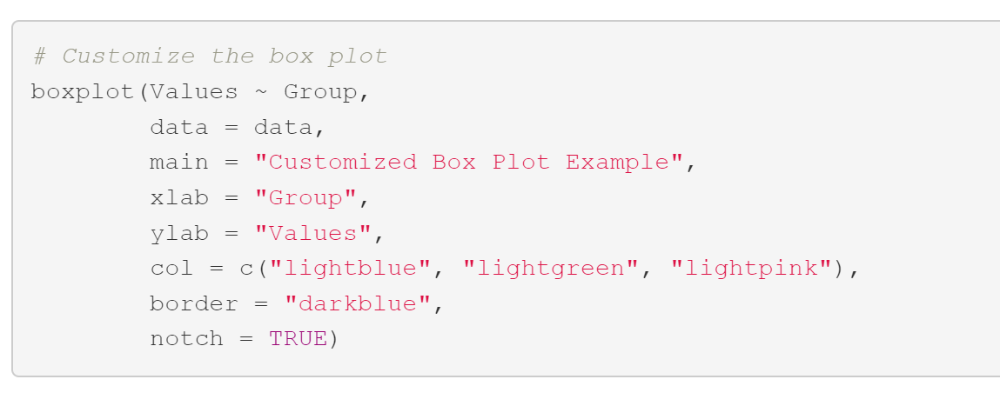 # Customize the box plot
boxplot(Values ~ Group,
        data = data,
        main = "Customized Box Plot Example",
        xlab = "Group",
        ylab = "Values",
        col = c("lightblue", "lightgreen", "lightpink"),
        border = "darkblue",
        notch = TRUE)